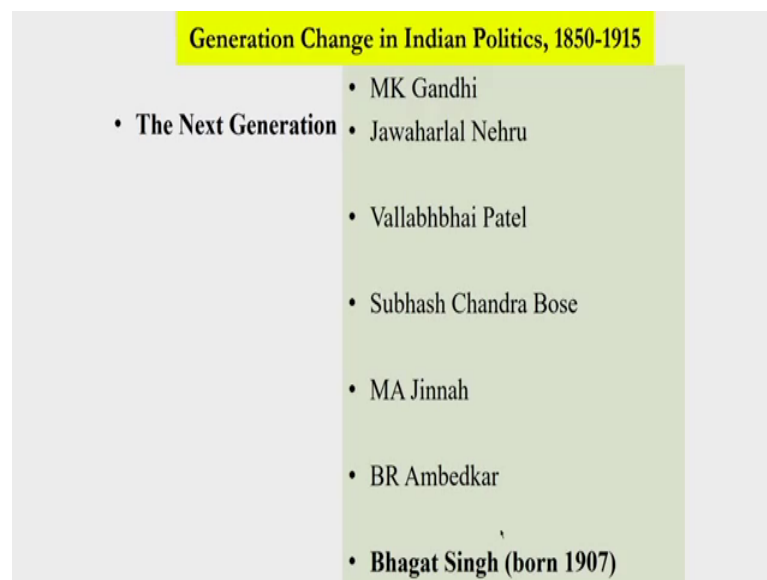 Generation Change in Indian Politics, 1850-1915
• MK Gandhi
• The Next Generation
• Jawaharlal Nehru
• Vallabhbhai Patel
• Subhash Chandra Bose
• MA Jinnah
• BR Ambedkar
• Bhagat Singh (born 1907)